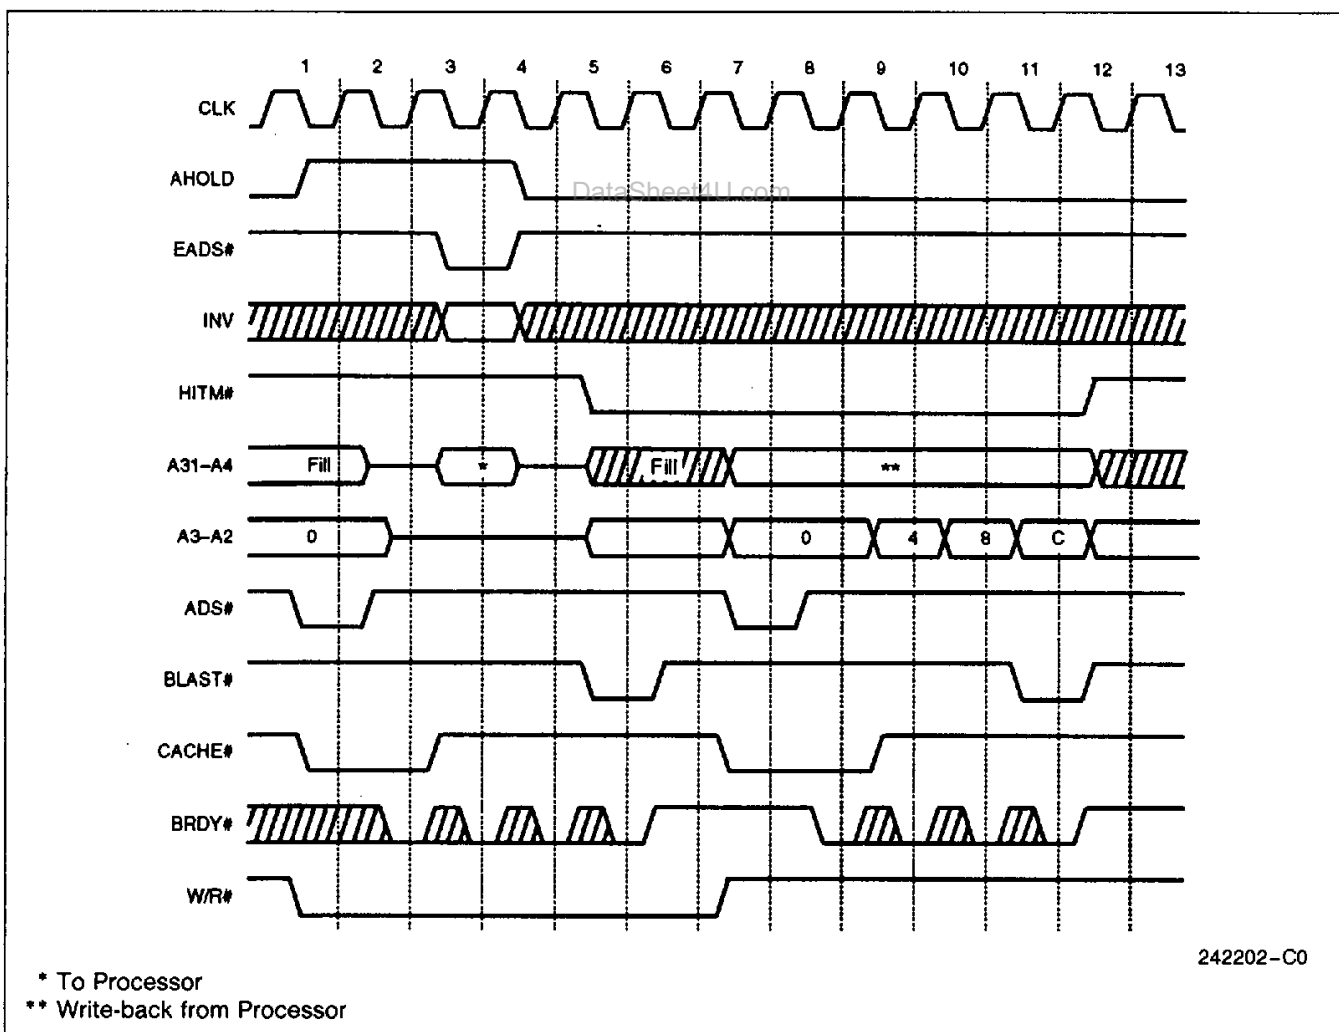 1 2 3 4 5 6 7 8 9 10 11 12 13
CLK
AHOLD
DataSheet4U.com
EADS#
INV
HITM#
A31–A4 Fill * Fill **
A3–A2 0 0 4 8 C
ADS#
BLAST#
CACHE#
BRDY#
W/R#
242202–C0
* To Processor
** Write-back from Processor